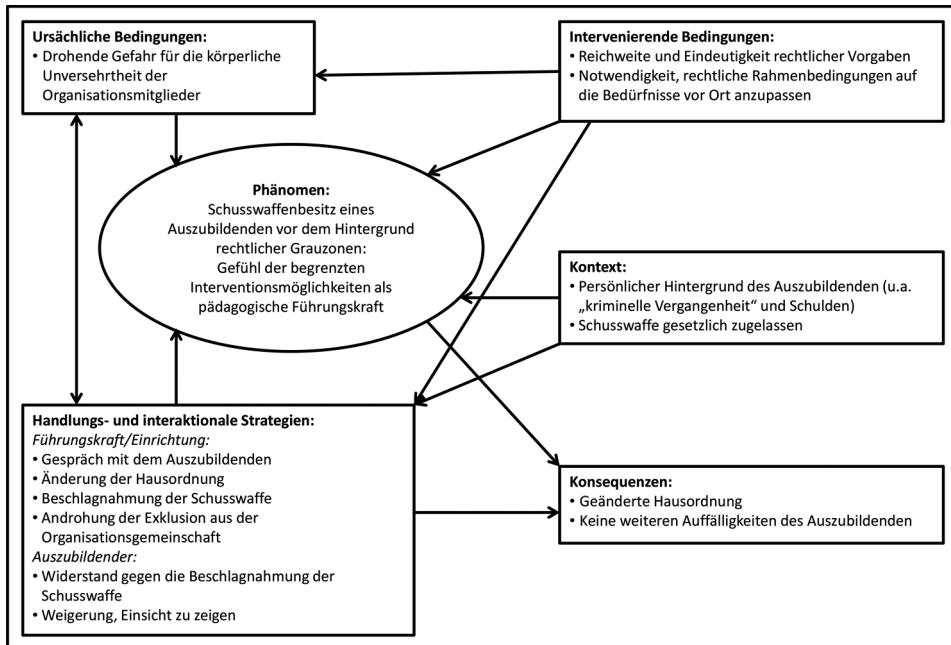 Ursächliche Bedingungen:
• Drohende Gefahr für die körperliche
Unversehrtheit der
Organisationsmitglieder
Intervenierende Bedingungen:
• Reichweite und Eindeutigkeit rechtlicher Vorgaben
• Notwendigkeit, rechtliche Rahmenbedingungen auf
die Bedürfnisse vor Ort anzupassen
Phänomen:
Schusswaffenbesitz eines
Auszubildenden vor dem Hintergrund
rechtlicher Grauzonen:
Gefühl der begrenzten
Interventionsmöglichkeiten als
pädagogische Führungskraft
Kontext:
• Persönlicher Hintergrund des Auszubildenden (u.a.
„kriminelle Vergangenheit“ und Schulden)
• Schusswaffe gesetzlich zugelassen
Handlungs- und interaktionale Strategien:
Führungskraft/Einrichtung:
• Gespräch mit dem Auszubildenden
• Änderung der Hausordnung
• Beschlagnahmung der Schusswaffe
• Androhung der Exklusion aus der
Organisationsgemeinschaft
Auszubildender:
• Widerstand gegen die Beschlagnahmung der
Schusswaffe
• Weigerung, Einsicht zu zeigen
Konsequenzen:
• Geänderte Hausordnung
• Keine weiteren Auffälligkeiten des Auszubildenden